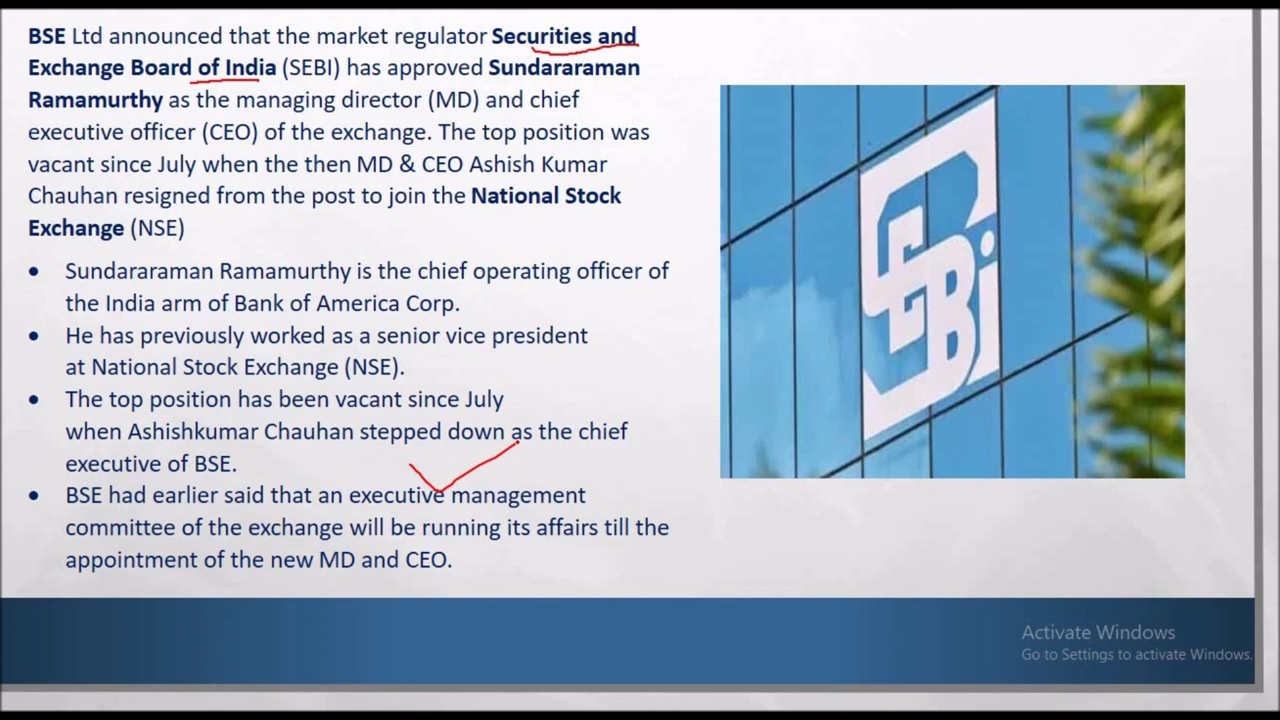 BSE Ltd announced that the market regulator Securities and
Exchange Board of India (SEBI) has approved Sundararaman
Ramamurthy as the managing director (MD) and chief
executive officer (CEO) of the exchange. The top position was
vacant since July when the then MD & CEO Ashish Kumar
Chauhan resigned from the post to join the National Stock
Exchange (NSE)
• Sundararaman Ramamurthy is the chief operating officer of
the India arm of Bank of America Corp.
• He has previously worked as a senior vice president
at National Stock Exchange (NSE).
• The top position has been vacant since July
when Ashishkumar Chauhan stepped down as the chief
executive of BSE.
• BSE had earlier said that an executive management
committee of the exchange will be running its affairs till the
appointment of the new MD and CEO.
SEBi
Activate Windows
Go to Settings to activate Windows.